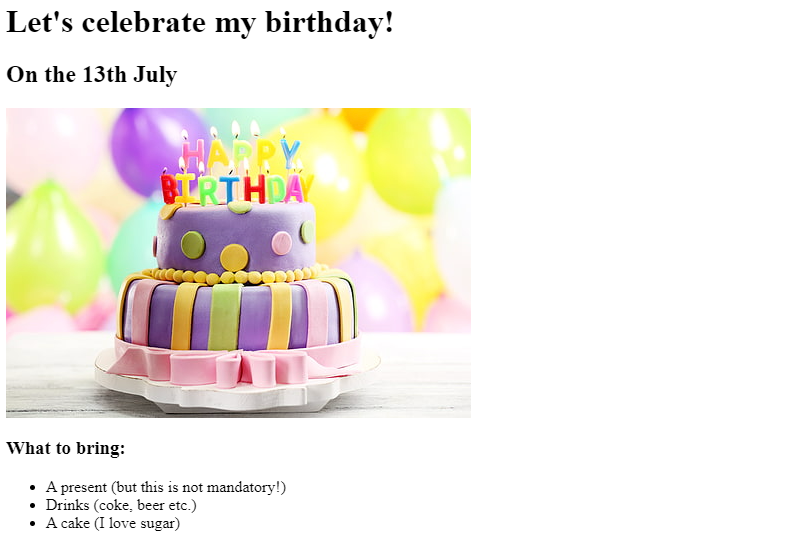 Let's celebrate my birthday!
On the 13th July
HAPPY
BIRTHDAY
What to bring:
A present (but this is not mandatory!)
Drinks (coke, beer etc.)
A cake (I love sugar)